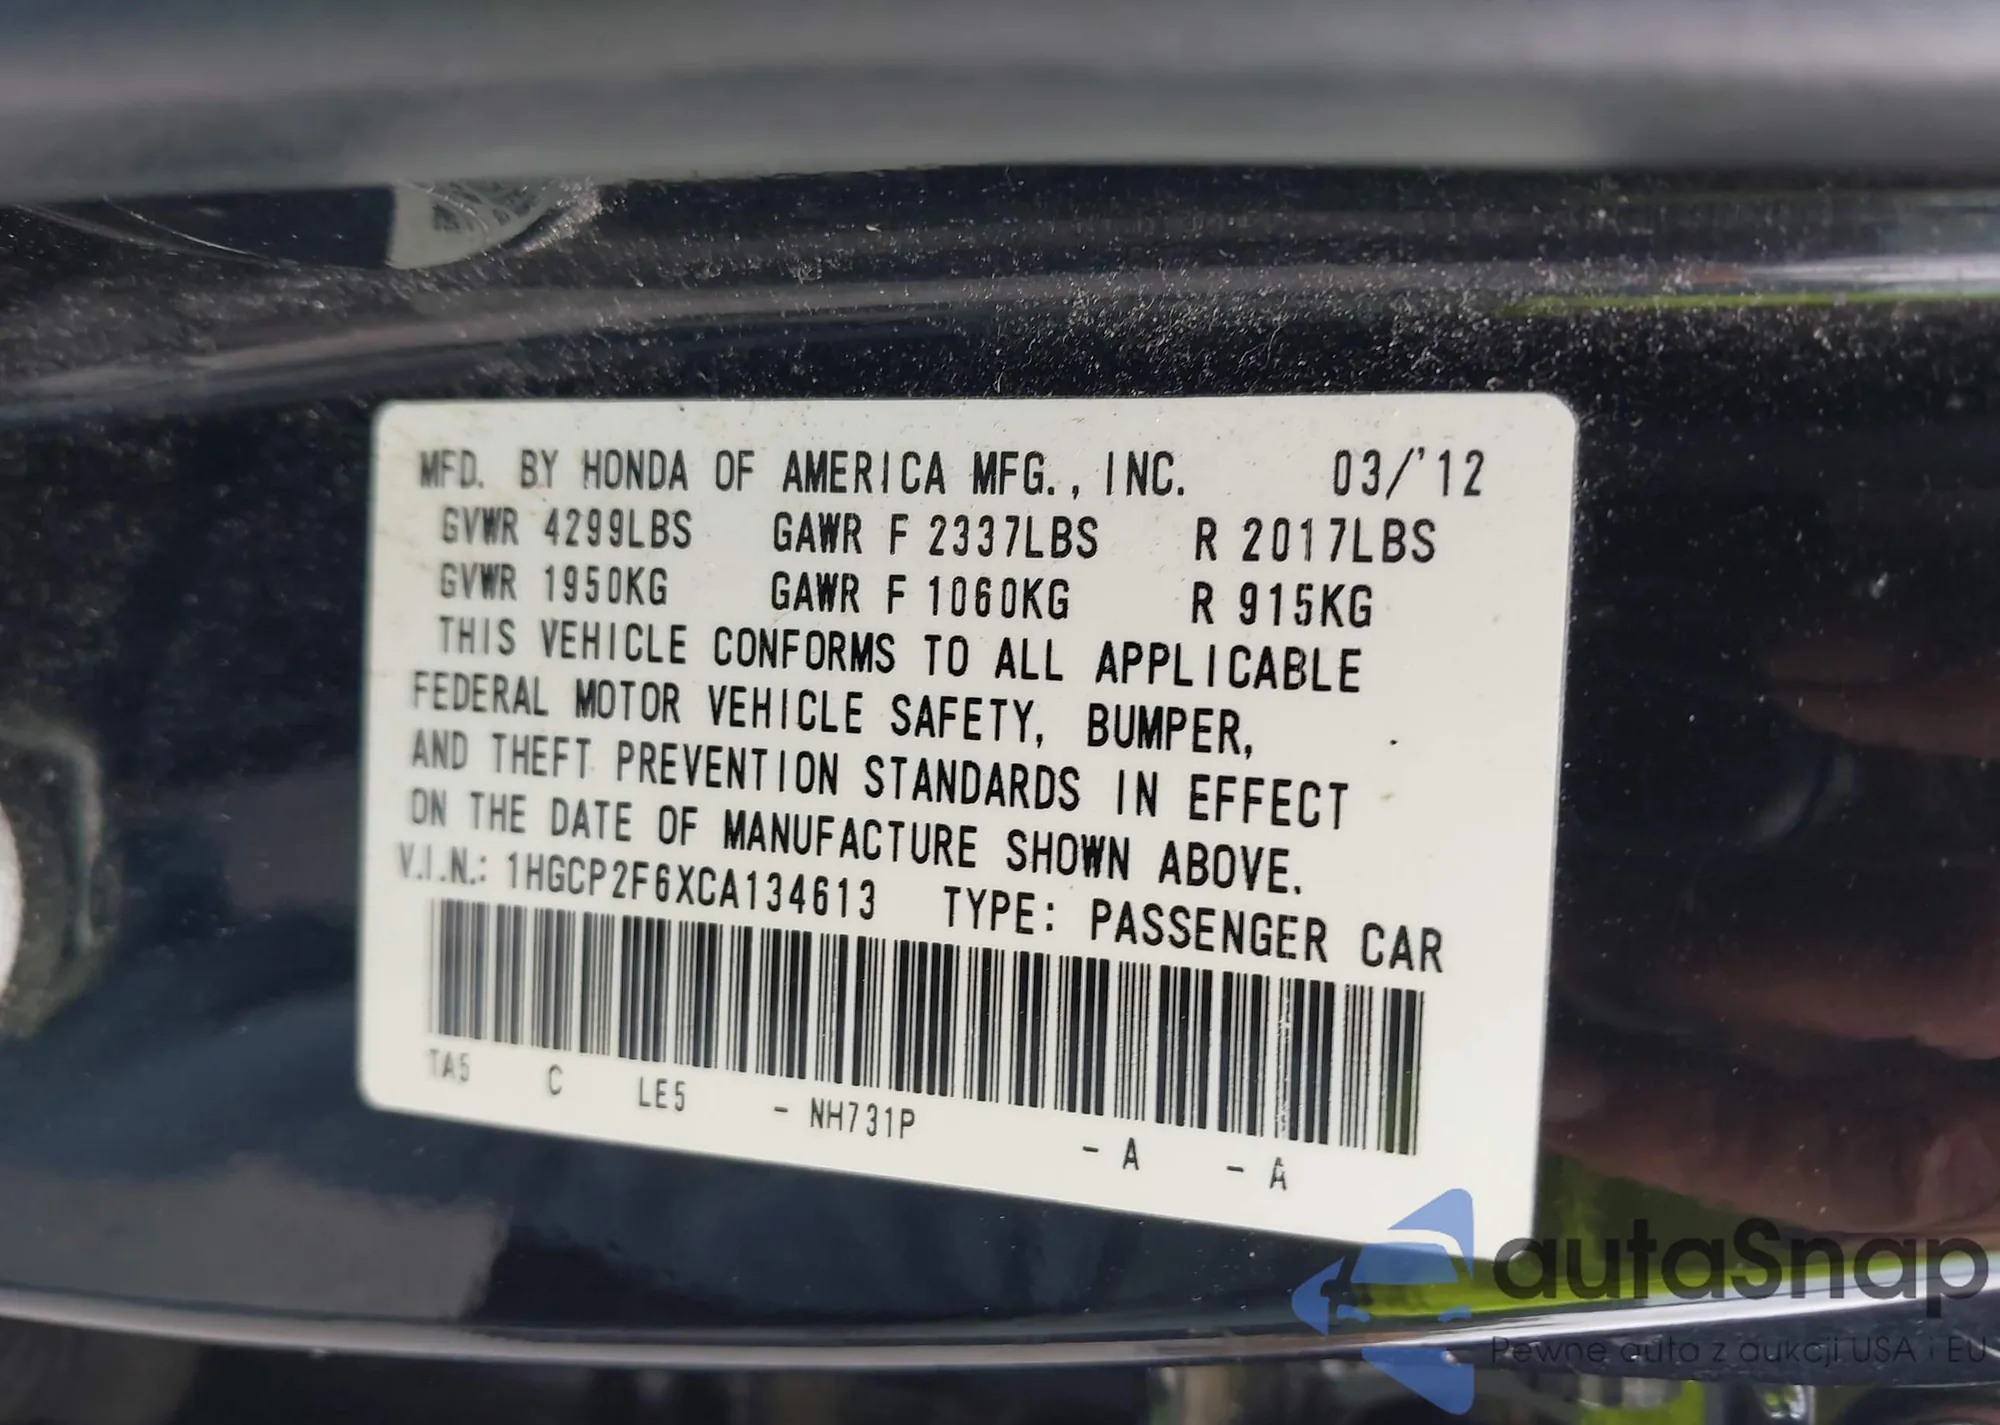 MFD. BY HONDA OF AMERICA MFG., INC. 03/'12
GVWR 4299LBS GAWR F 2337LBS R 2017LBS
GVWR 1950KG GAWR F 1060KG R 915KG
THIS VEHICLE CONFORMS TO ALL APPLICABLE
FEDERAL MOTOR VEHICLE SAFETY, BUMPER,
AND THEFT PREVENTION STANDARDS IN EFFECT
ON THE DATE OF MANUFACTURE SHOWN ABOVE.
V.I.N.: 1HGCP2F6XCA134613 TYPE: PASSENGER CAR
TA5 C LE5 - NH731P - A - A
autaSnap
Pewne auta z aukcji USA i EU